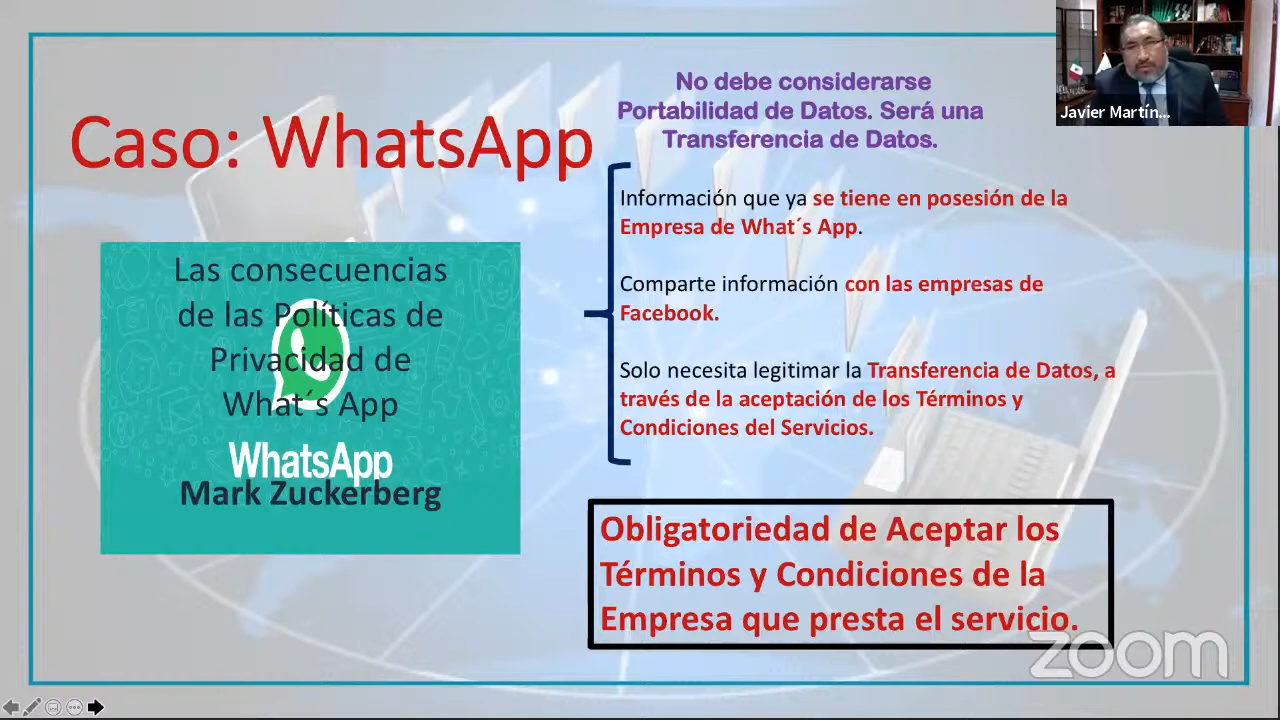 Caso: WhatsApp
No debe considerarse
Portabilidad de Datos. Será una
Transferencia de Datos.
Javier Martín...
Información que ya se tiene en posesión de la
Empresa de What´s App.
Comparte información con las empresas de
Facebook.
Solo necesita legitimar la Transferencia de Datos, a
través de la aceptación de los Términos y
Condiciones del Servicios.
Las consecuencias
de las Políticas de
Privacidad de
What´s App
WhatsApp
Mark Zuckerberg
Obligatoriedad de Aceptar los
Términos y Condiciones de la
Empresa que presta el servicio.
zoom